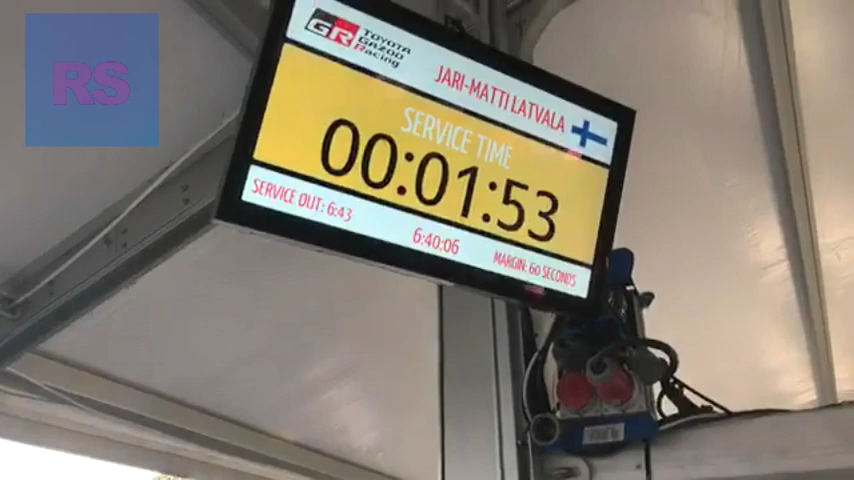 RS
GR TOYOTA
GAZOO
Racing
JARI-MATTI LATVALA
SERVICE TIME
00:01:53
SERVICE OUT: 6:43
6:40:06
MARGIN: 60 SECONDS